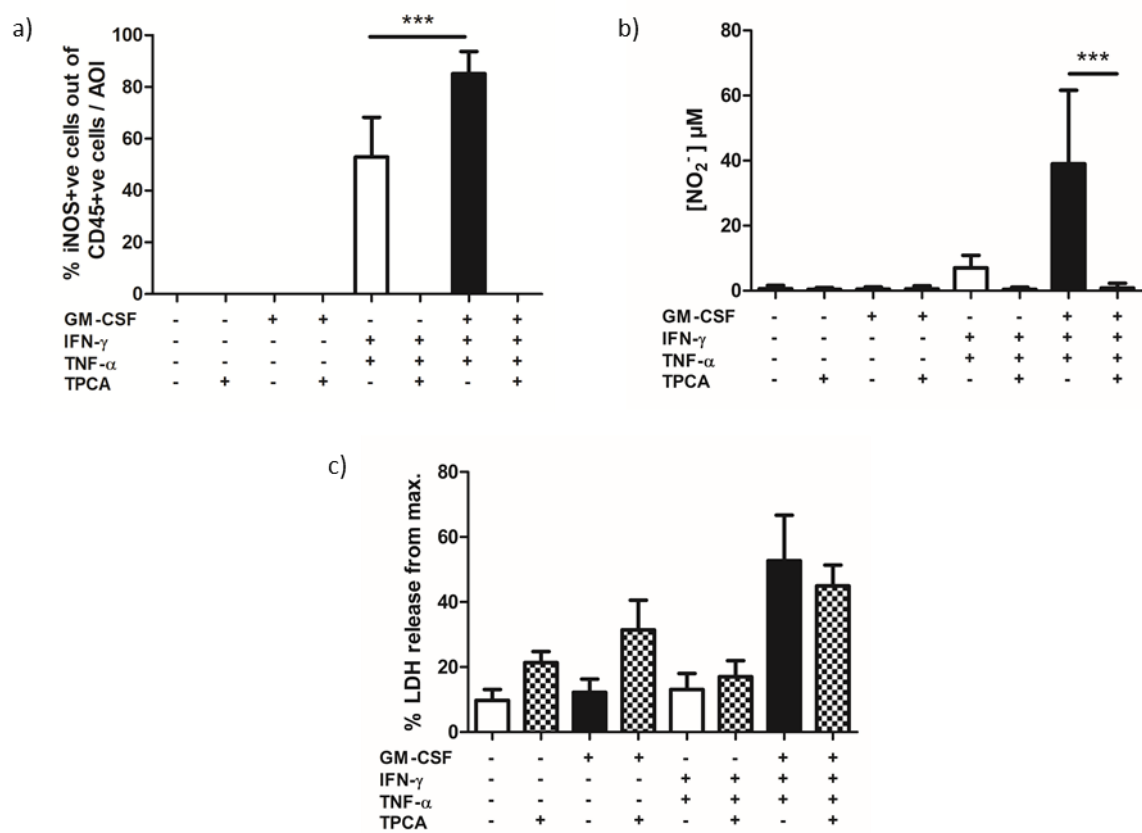 a)
% iNOS+ve cells out of
CD45+ve cells / AOI
100
80
60
40
20
0
***
GM-CSF - - + + - - + +
IFN-γ - - - - + + + +
TNF-α - - - - + + + +
TPCA - + - + - + - +
b)
[NO₂⁻] µM
80
60
40
20
0
***
GM-CSF - - + + - - + +
IFN-γ - - - - + + + +
TNF-α - - - - + + + +
TPCA - + - + - + - +
c)
% LDH release from max.
80
60
40
20
0
GM-CSF - - + + - - + +
IFN-γ - - - - + + + +
TNF-α - - - - + + + +
TPCA - + - + - + - +